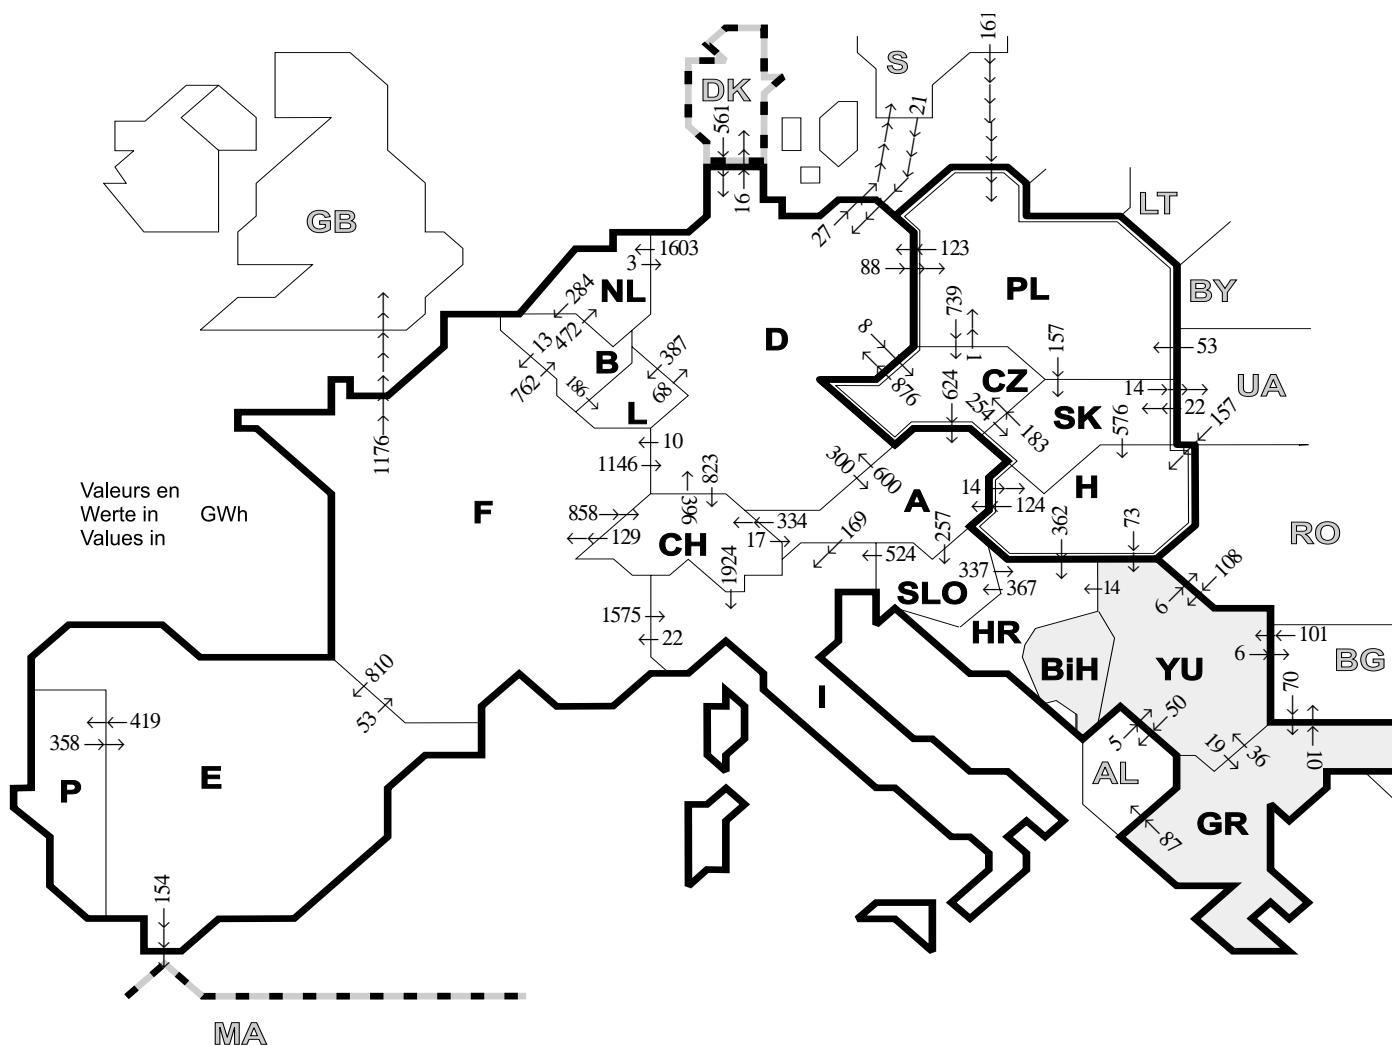 161
S
21
DK
561
16
27
LT
GB
1603
3
123
88
NL
284
472
13
762
B
186
387
68
L
D
8
876
PL
739
1
157
BY
53
UA
14
22
157
CZ
624
254
183
SK
576
10
1146
1176
Valeurs en
Werte in GWh
Values in
F
858
129
396
823
CH
334
17
300
600
A
14
124
H
362
73
RO
169
524
257
1924
SLO
337
367
14
HR
108
6
1575
22
BiH
YU
101
6
BG
70
10
810
53
I
419
358
P
E
5
50
AL
19
36
GR
87
154
MA